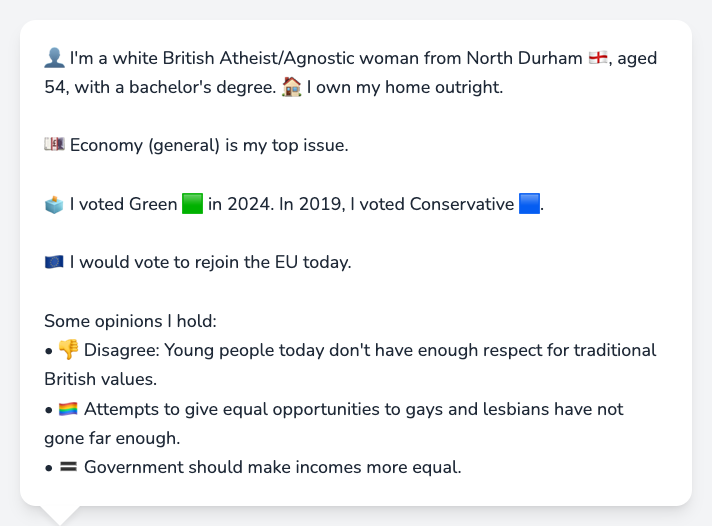 👤 I'm a white British Atheist/Agnostic woman from North Durham 🏴󠁧󠁢󠁥󠁮󠁧󠁿, aged
54, with a bachelor's degree. 🏠 I own my home outright.
💷 Economy (general) is my top issue.
🗳️ I voted Green 🟩 in 2024. In 2019, I voted Conservative 🟦.
🇪🇺 I would vote to rejoin the EU today.
Some opinions I hold:
• 👎 Disagree: Young people today don't have enough respect for traditional
British values.
• 🏳️‍🌈 Attempts to give equal opportunities to gays and lesbians have not
gone far enough.
• 🟰 Government should make incomes more equal.